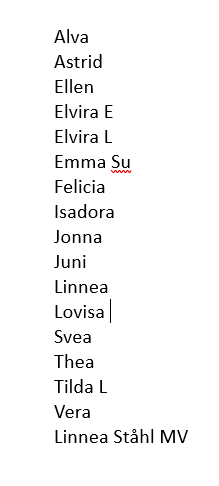 Alva
Astrid
Ellen
Elvira E
Elvira L
Emma Su
Felicia
Isadora
Jonna
Juni
Linnea
Lovisa
Svea
Thea
Tilda L
Vera
Linnea Ståhl MV